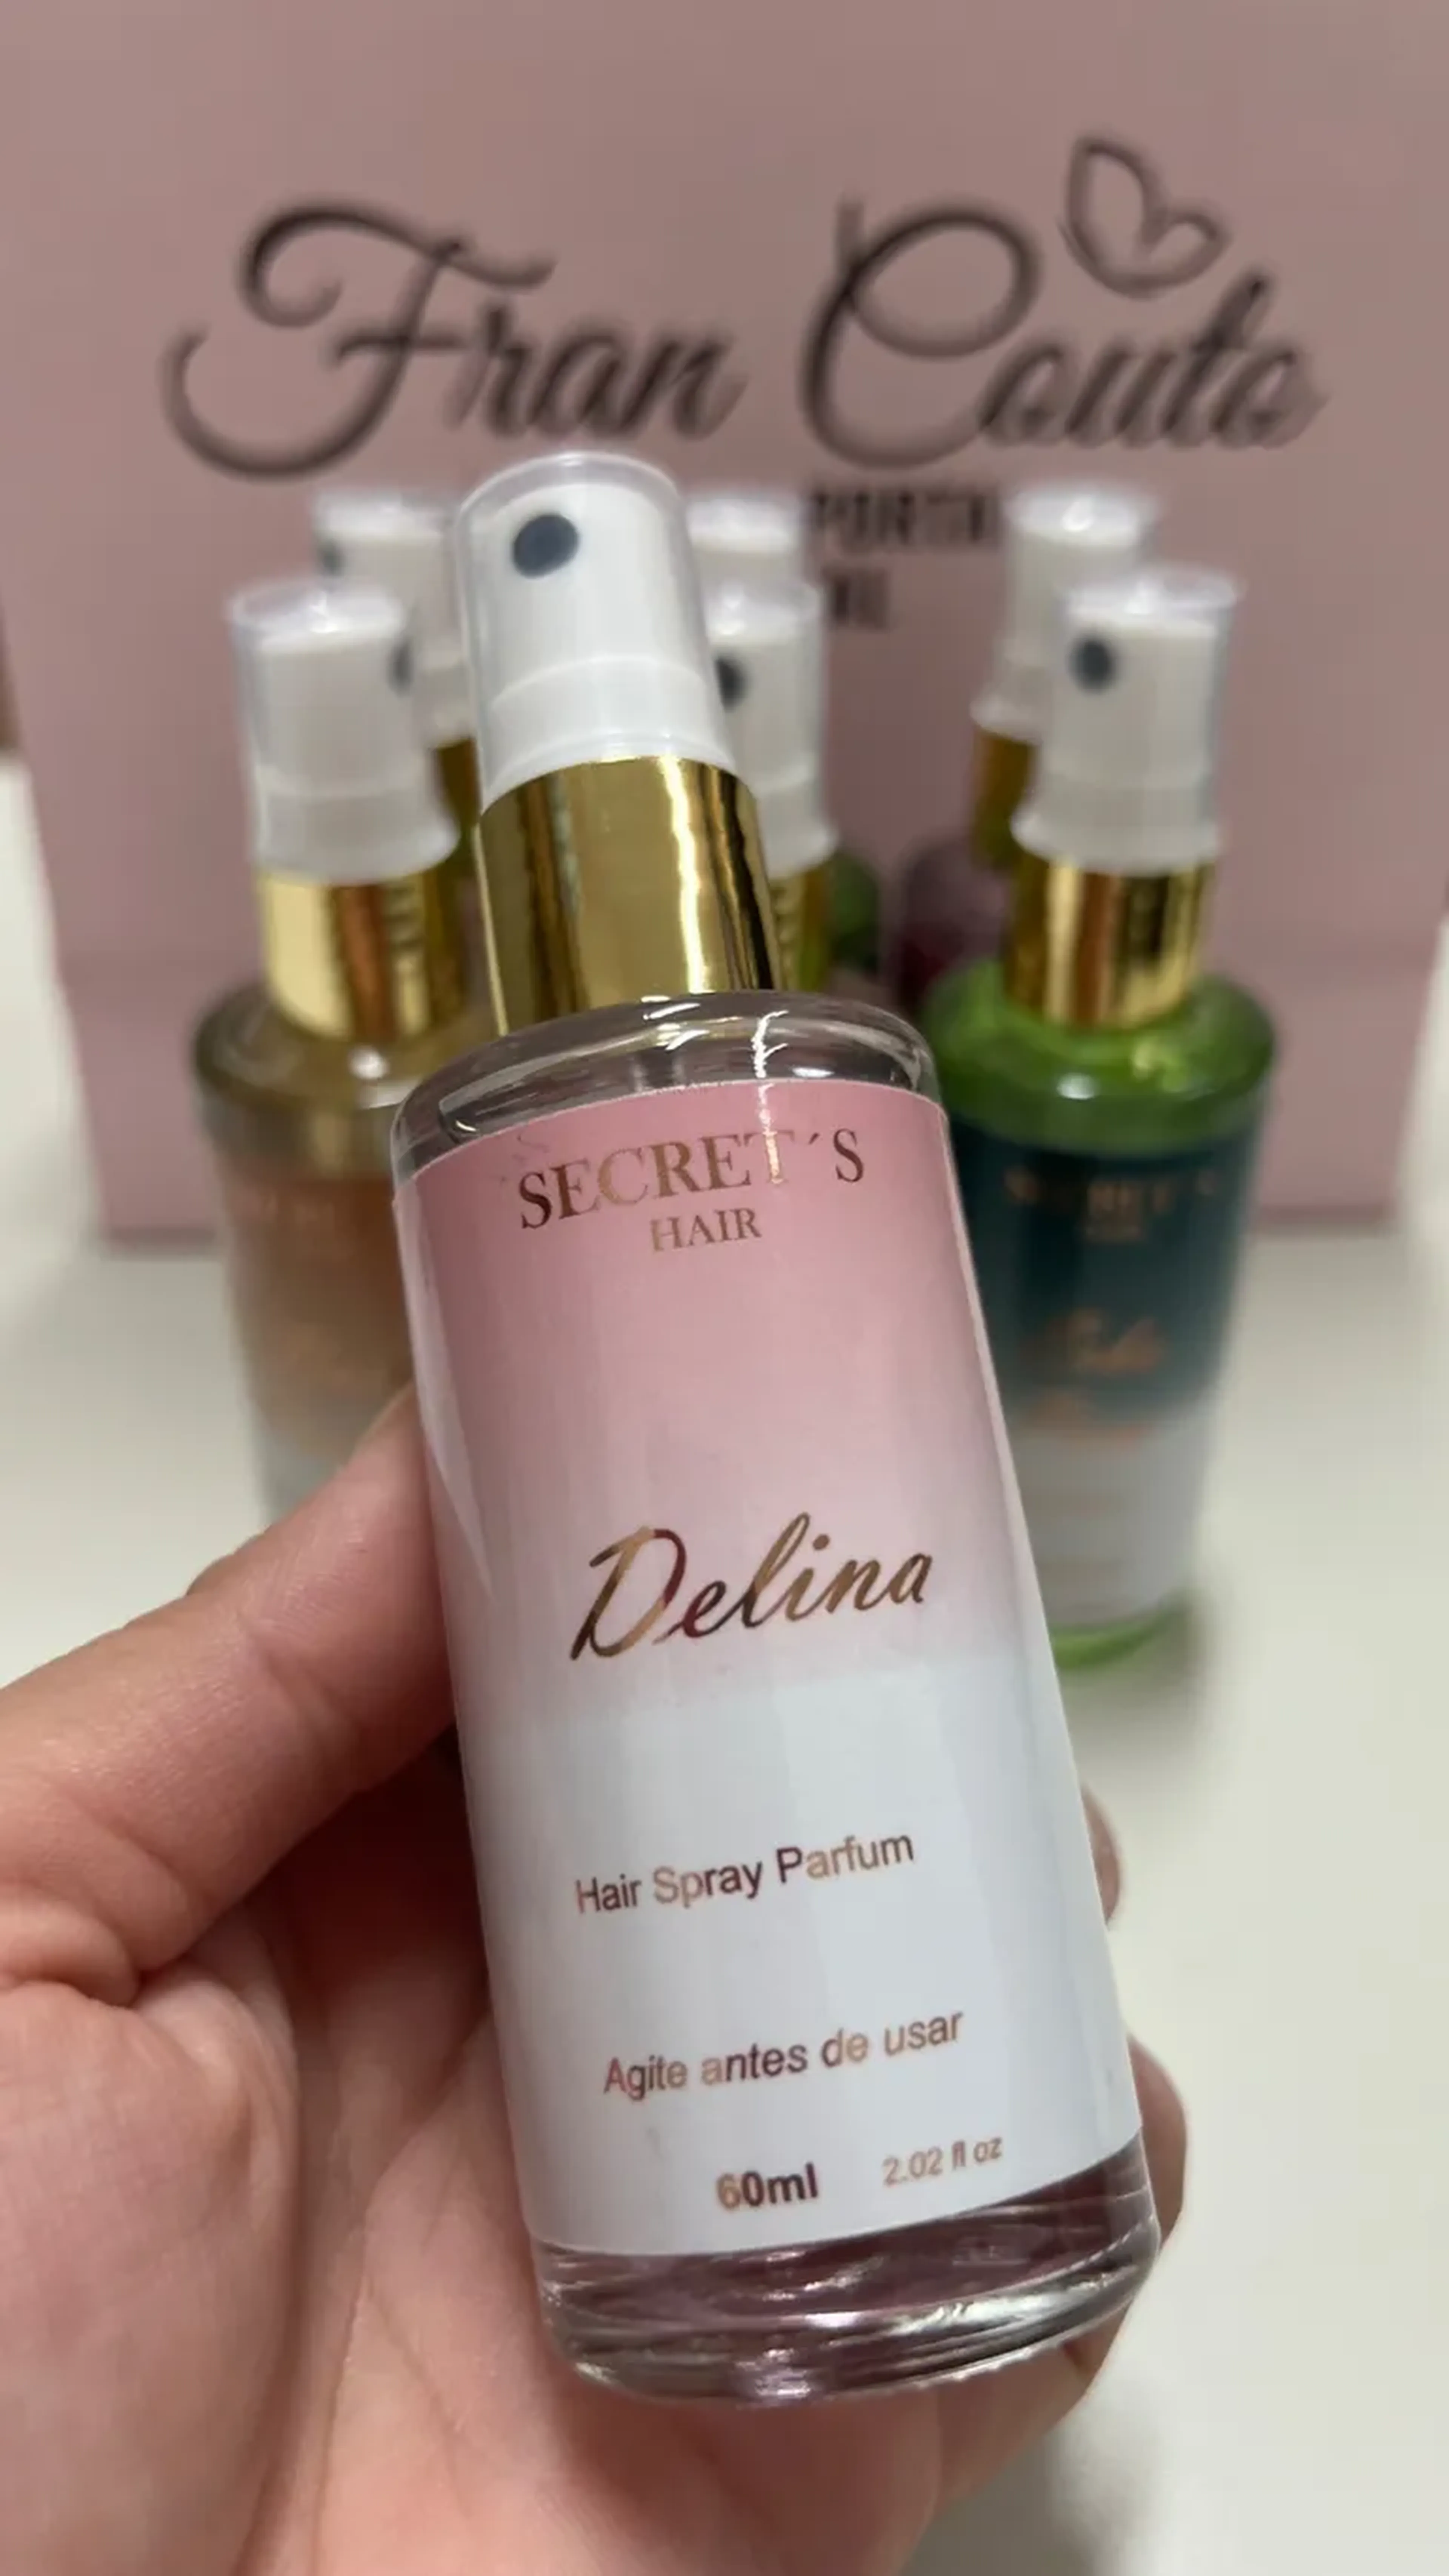 Fran Couto
SECRET´S
HAIR
Delina
Hair Spray Parfum
Agite antes de usar
60ml 2.02 fl oz